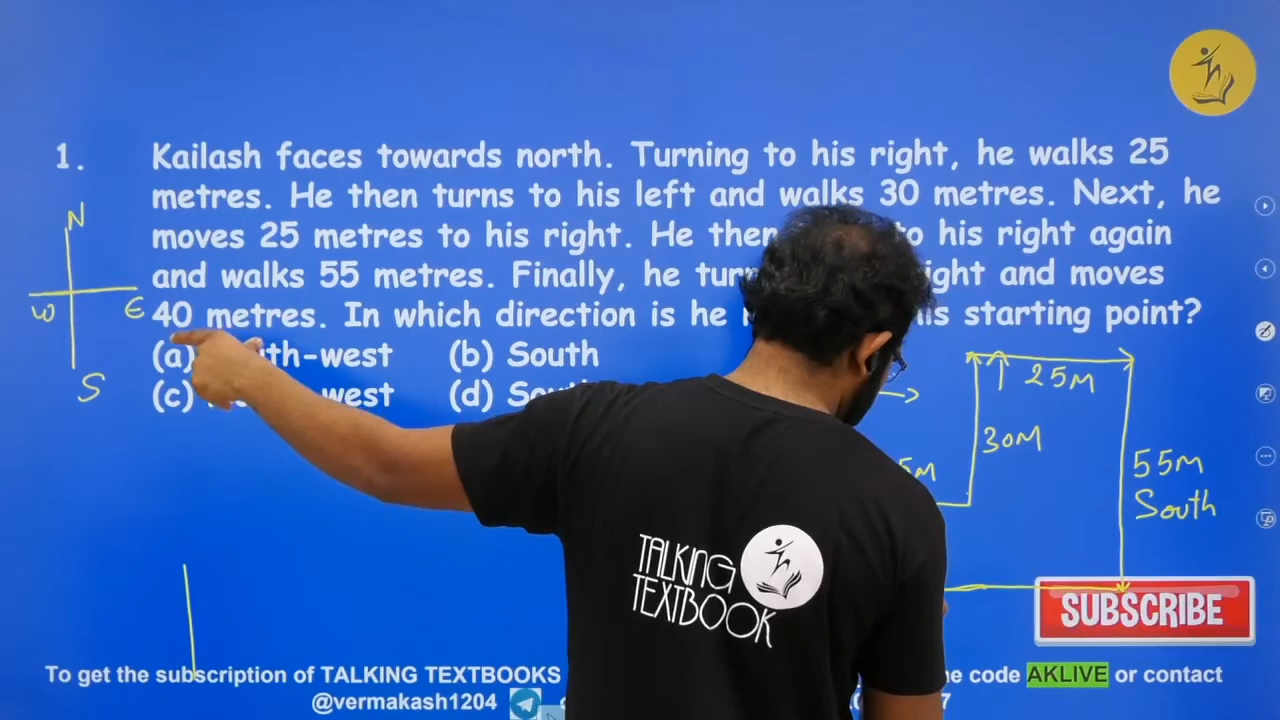 1. Kailash faces towards north. Turning to his right, he walks 25
metres. He then turns to his left and walks 30 metres. Next, he
moves 25 metres to his right. He then to his right again
and walks 55 metres. Finally, he right and moves
40 metres. In which direction is he his starting point?
(a) -west (b) South
(c) west (d)
N
W E
S
25M
30M
55M
South
TALKING
TEXTBOOK
SUBSCRIBE
To get the subscription of TALKING TEXTBOOKS code AKLIVE or contact
@vermakash1204